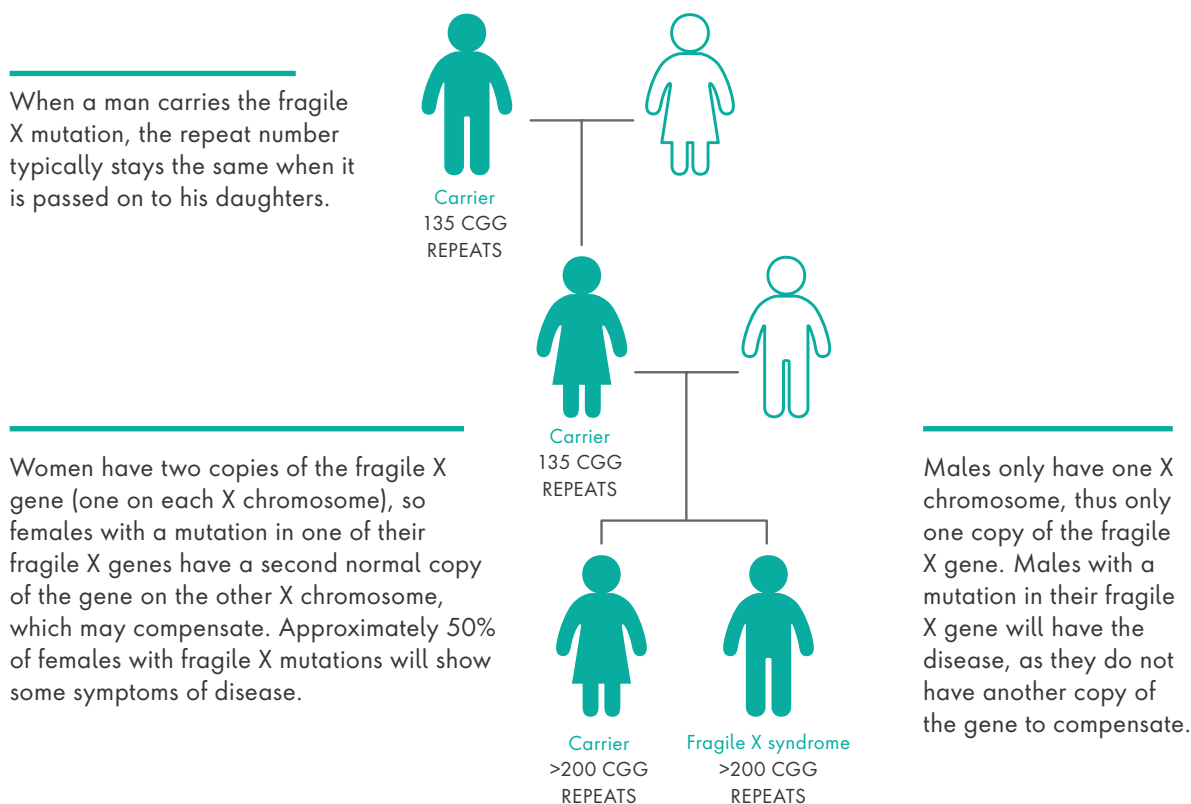 When a man carries the fragile
X mutation, the repeat number
typically stays the same when it
is passed on to his daughters.
Carrier
135 CGG
REPEATS
Carrier
135 CGG
REPEATS
Women have two copies of the fragile X
gene (one on each X chromosome), so
females with a mutation in one of their
fragile X genes have a second normal copy
of the gene on the other X chromosome,
which may compensate. Approximately 50%
of females with fragile X mutations will show
some symptoms of disease.
Males only have one X
chromosome, thus only
one copy of the fragile
X gene. Males with a
mutation in their fragile
X gene will have the
disease, as they do not
have another copy of
the gene to compensate.
Carrier
>200 CGG
REPEATS
Fragile X syndrome
>200 CGG
REPEATS